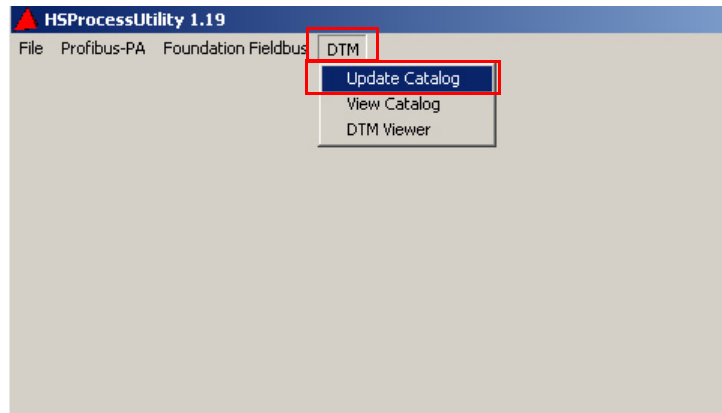 HSProcessUtility 1.19
File Profibus-PA Foundation Fieldbus DTM
Update Catalog
View Catalog
DTM Viewer